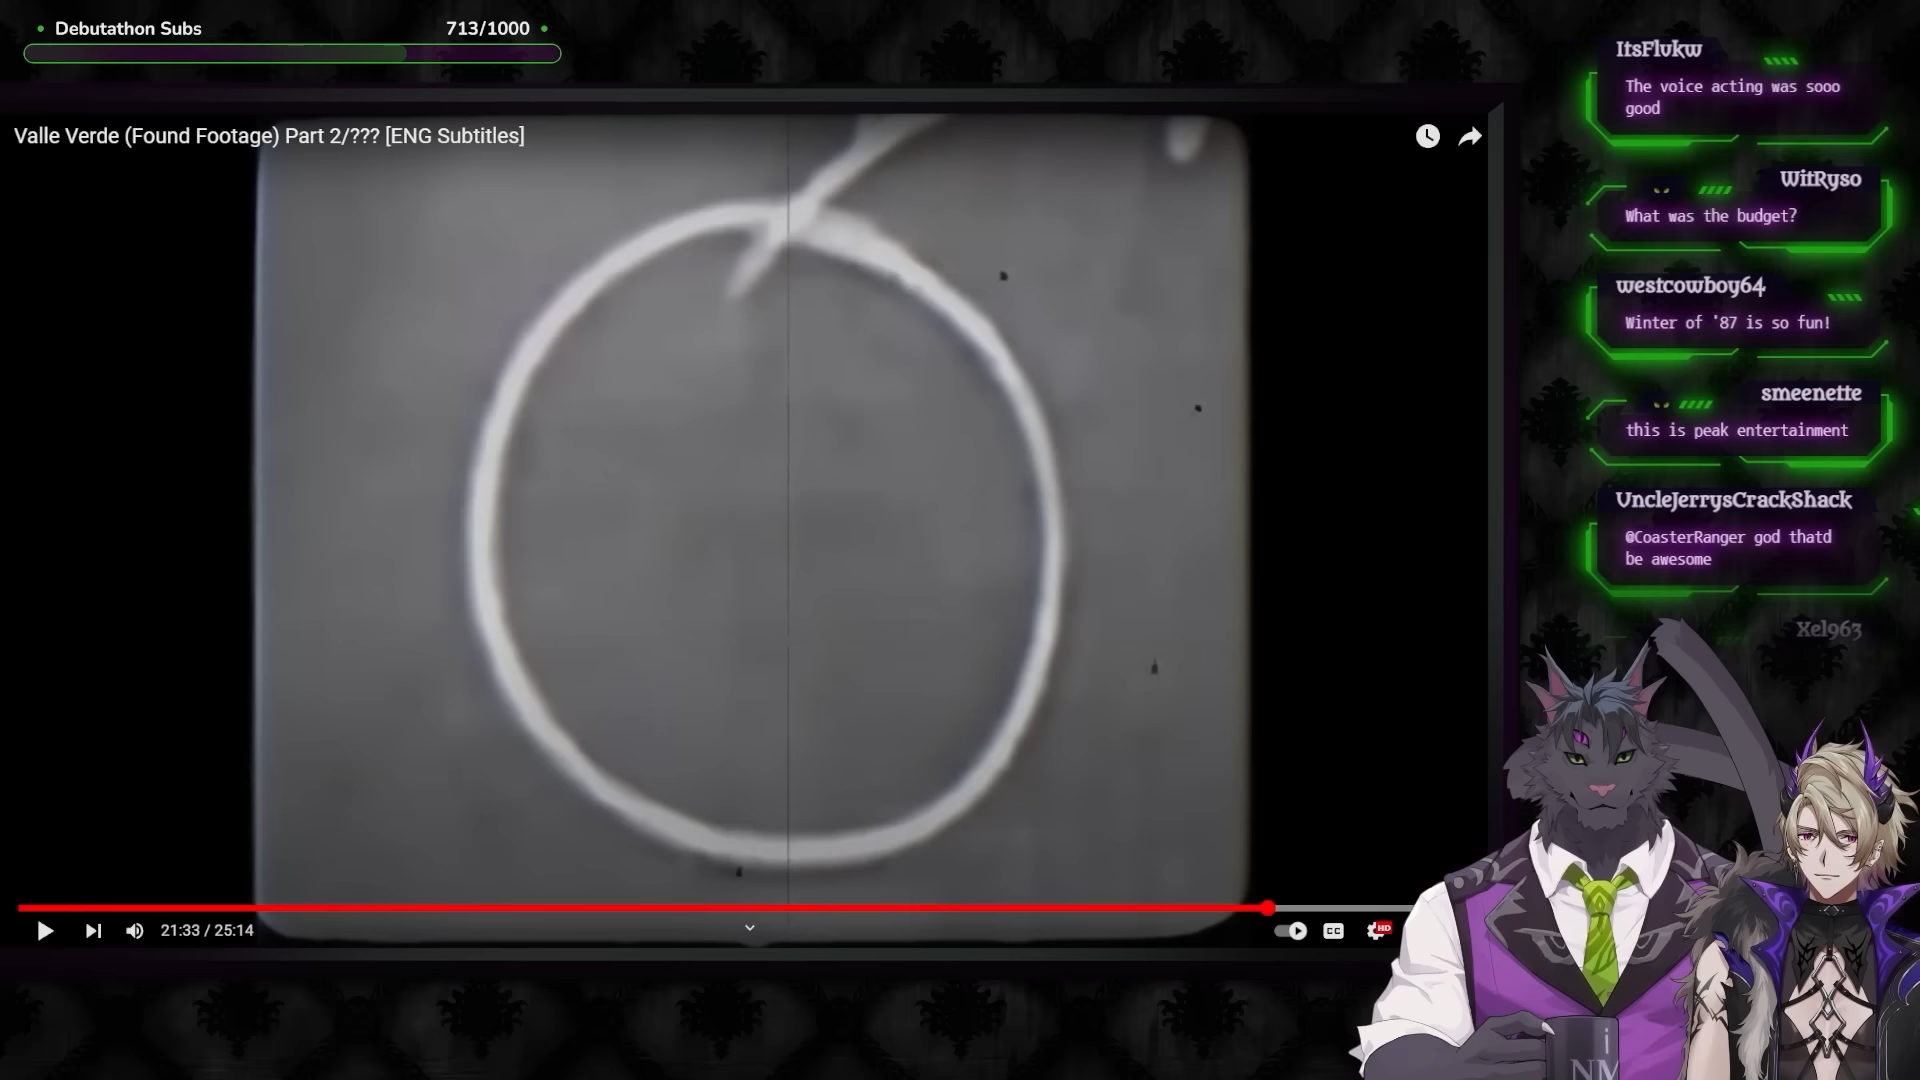 Debutathon Subs 713/1000
Valle Verde (Found Footage) Part 2/??? [ENG Subtitles]
21:33 / 25:14
CC
HD
ItsFlvkw
The voice acting was sooo
good
WitRyso
What was the budget?
westcowboy64
Winter of '87 is so fun!
smeenette
this is peak entertainment
UncleJerrysCrackShack
@CoasterRanger god thatd
be awesome
Xel963